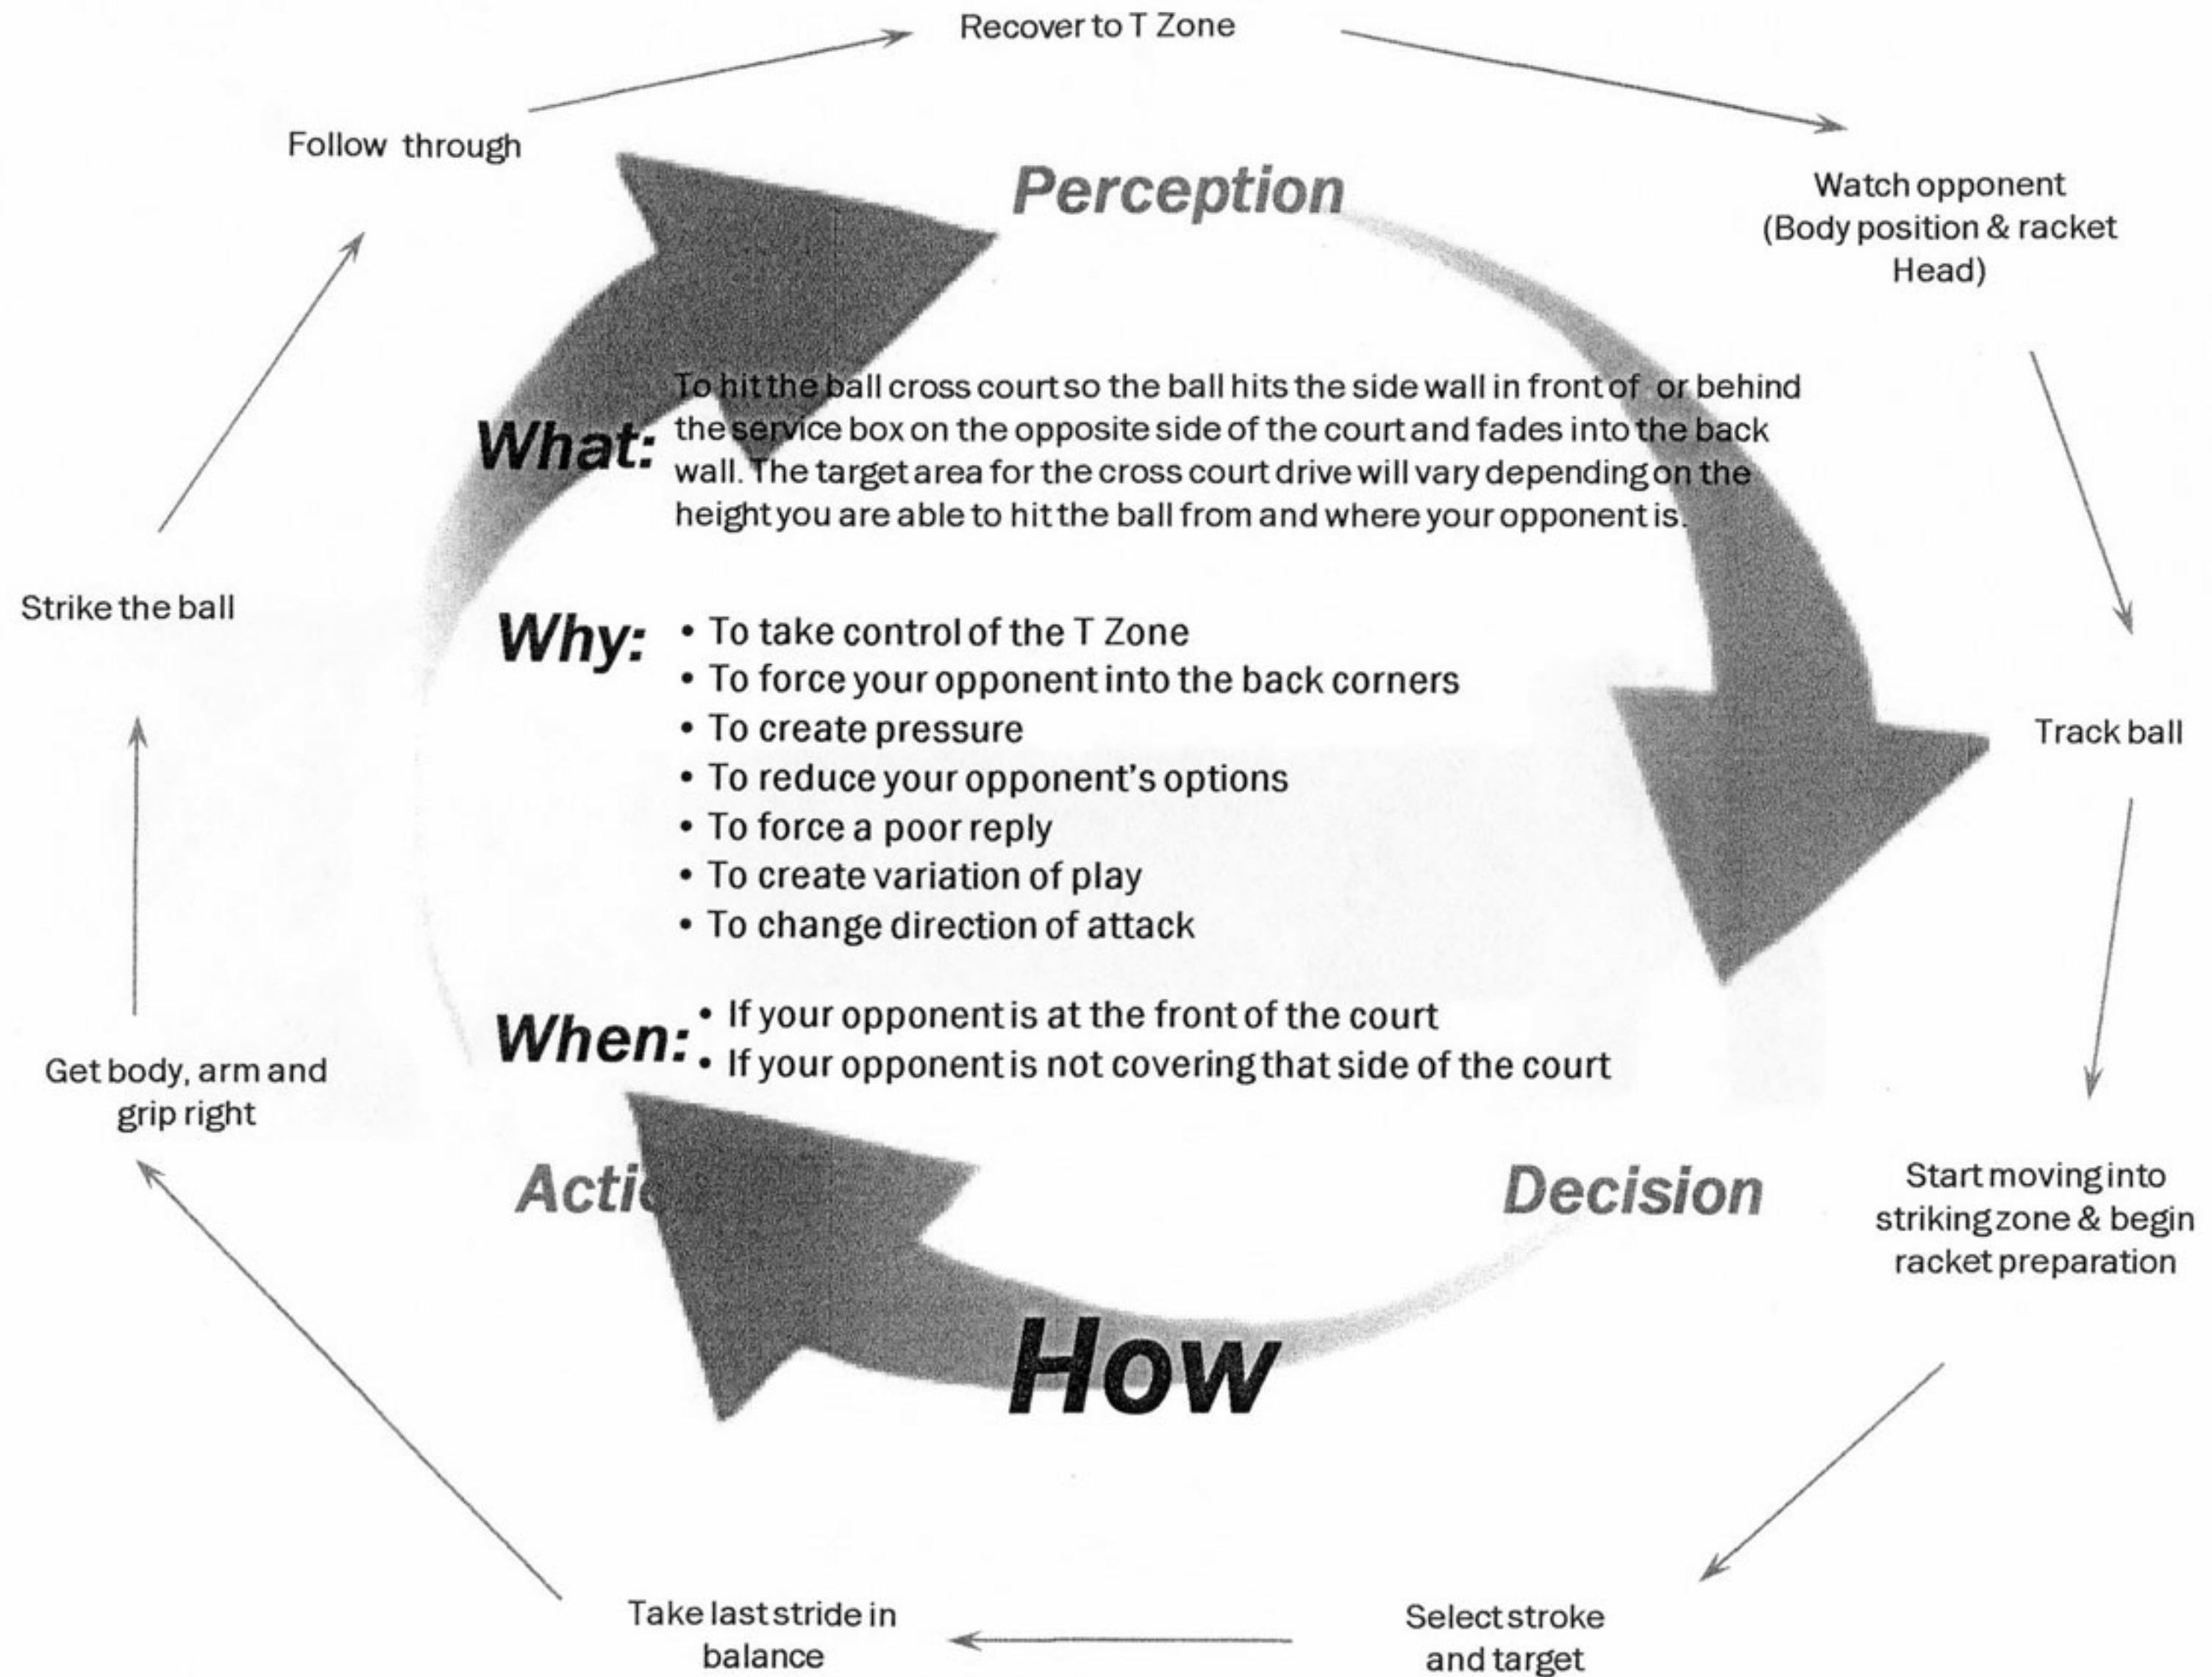 Recover to T Zone
Follow through
Perception
Watch opponent
(Body position & racket
Head)
What:
To hit the ball cross court so the ball hits the side wall in front of or behind
the service box on the opposite side of the court and fades into the back
wall. The target area for the cross court drive will vary depending on the
height you are able to hit the ball from and where your opponent is.
Strike the ball
Why:
• To take control of the T Zone
• To force your opponent into the back corners
• To create pressure
• To reduce your opponent's options
• To force a poor reply
• To create variation of play
• To change direction of attack
Track ball
When:
• If your opponent is at the front of the court
• If your opponent is not covering that side of the court
Get body, arm and
grip right
Decision
Start moving into
striking zone & begin
racket preparation
How
Take last stride in
balance
Select stroke
and target